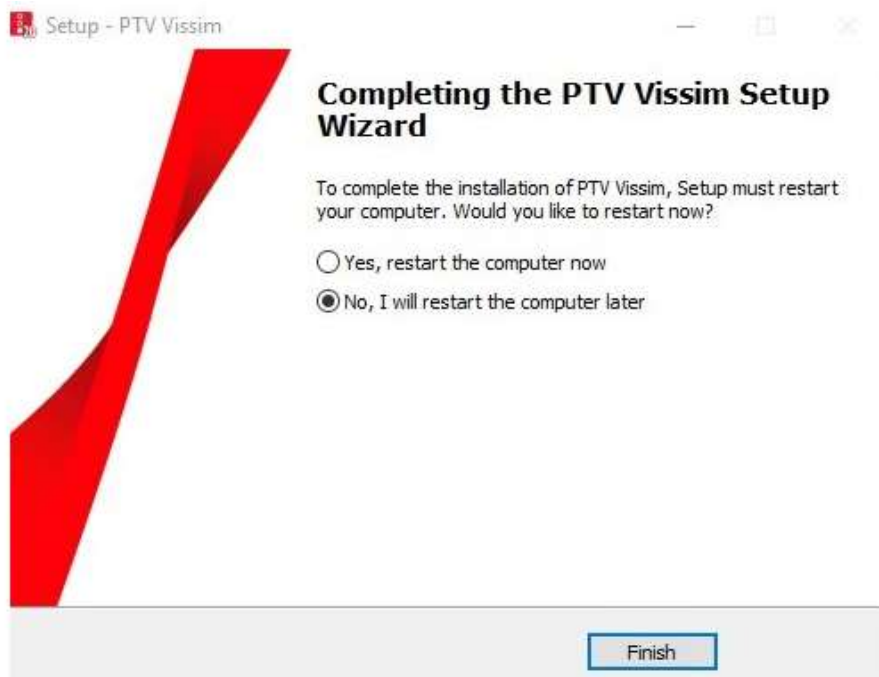 Setup - PTV Vissim
Completing the PTV Vissim Setup
Wizard
To complete the installation of PTV Vissim, Setup must restart
your computer. Would you like to restart now?
Yes, restart the computer now
No, I will restart the computer later
Finish